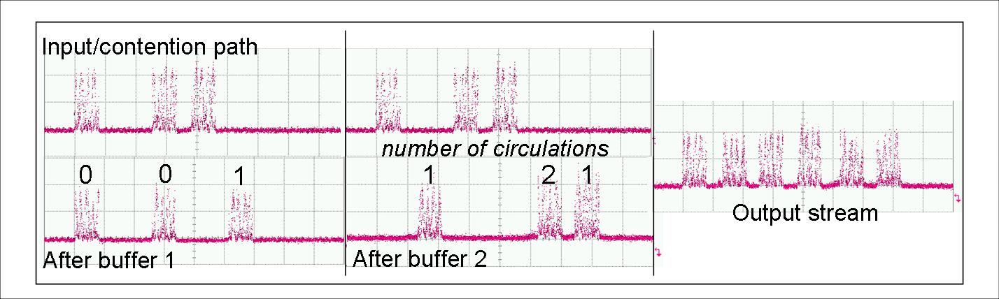 Input/contention path
0 0 1
After buffer 1
number of circulations
1 2 1
After buffer 2
Output stream